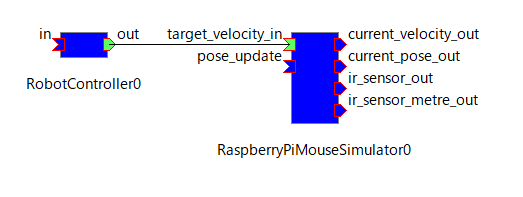 in
out
target_velocity_in
current_velocity_out
pose_update
current_pose_out
ir_sensor_out
ir_sensor_metre_out
RobotController0
RaspberryPiMouseSimulator0